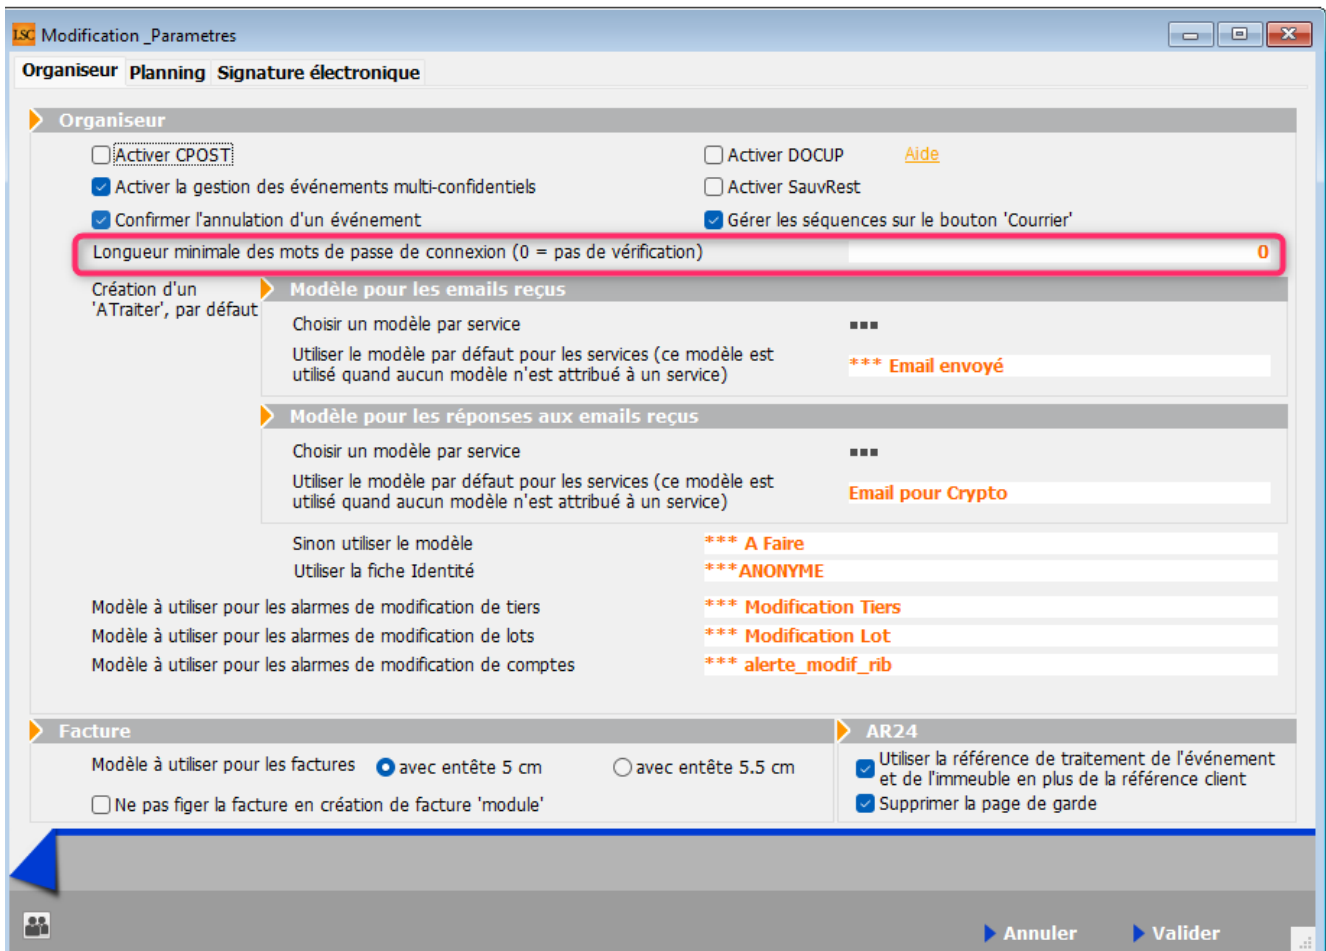 LSC Modification _Parametres
Organiseur Planning Signature électronique
Organiseur
Activer CPOST
Activer DOCUP Aide
Activer la gestion des événements multi-confidentiels
Activer SauvRest
Confirmer l'annulation d'un événement
Gérer les séquences sur le bouton 'Courrier'
Longueur minimale des mots de passe de connexion (0 = pas de vérification) 0
Création d'un
'ATraiter', par défaut
Modèle pour les emails reçus
Choisir un modèle par service
Utiliser le modèle par défaut pour les services (ce modèle est
utilisé quand aucun modèle n'est attribué à un service)
*** Email envoyé
Modèle pour les réponses aux emails reçus
Choisir un modèle par service
Utiliser le modèle par défaut pour les services (ce modèle est
utilisé quand aucun modèle n'est attribué à un service)
Email pour Crypto
Sinon utiliser le modèle *** A Faire
Utiliser la fiche Identité ***ANONYME
Modèle à utiliser pour les alarmes de modification de tiers *** Modification Tiers
Modèle à utiliser pour les alarmes de modification de lots *** Modification Lot
Modèle à utiliser pour les alarmes de modification de comptes *** alerte_modif_rib
Facture
Modèle à utiliser pour les factures avec entête 5 cm avec entête 5.5 cm
Ne pas figer la facture en création de facture 'module'
AR24
Utiliser la référence de traitement de l'événement
et de l'immeuble en plus de la référence client
Supprimer la page de garde
Annuler Valider